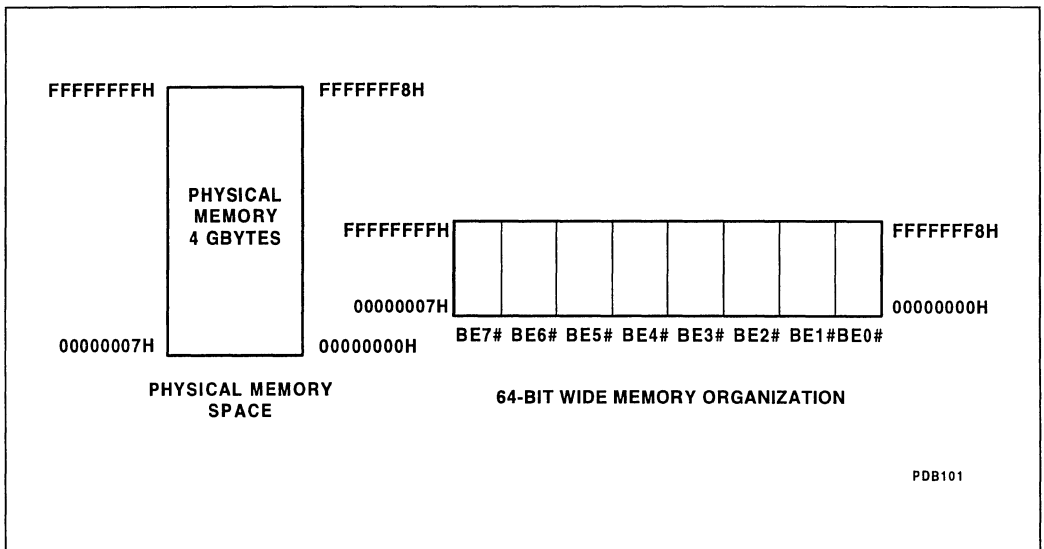 FFFFFFFFH FFFFFFF8H
PHYSICAL
MEMORY
4 GBYTES
00000007H 00000000H
PHYSICAL MEMORY
SPACE
FFFFFFFFH FFFFFFF8H
00000007H 00000000H
BE7# BE6# BE5# BE4# BE3# BE2# BE1# BE0#
64-BIT WIDE MEMORY ORGANIZATION
PDB101